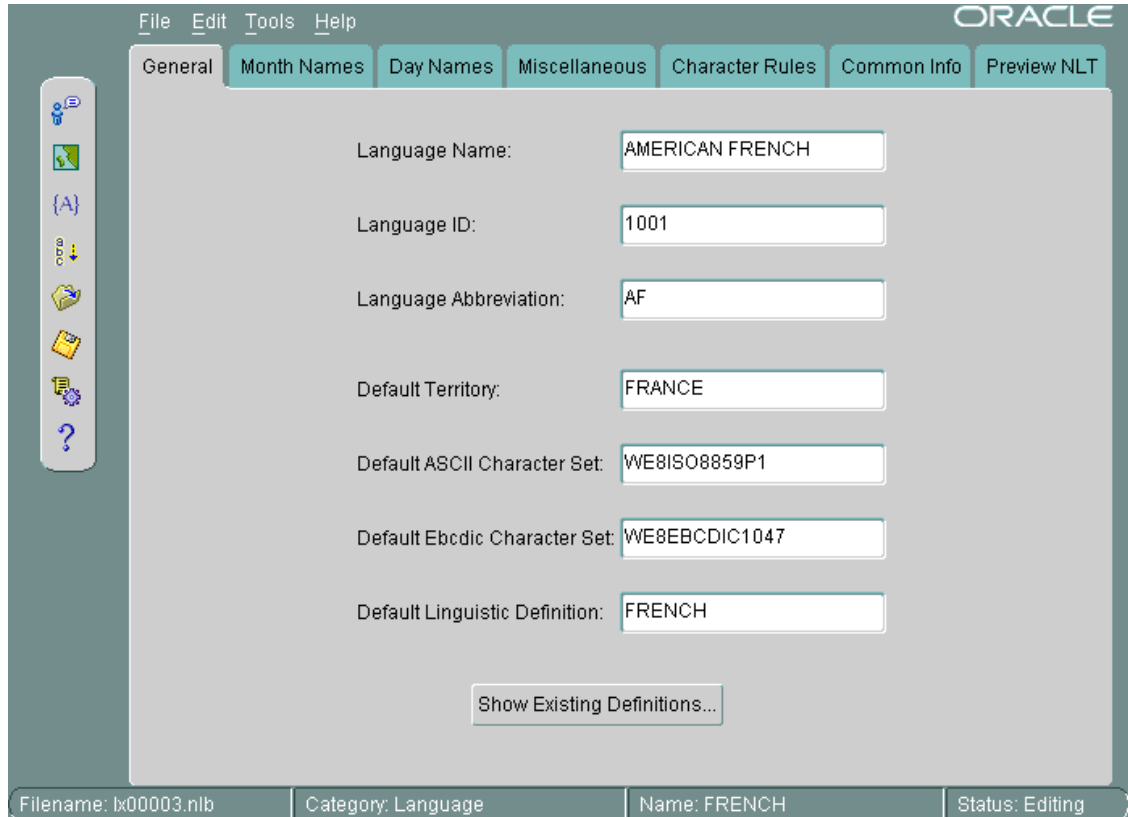 File Edit Tools Help ORACLE
General Month Names Day Names Miscellaneous Character Rules Common Info Preview NLT
{A}
a
b
c
?
Language Name: AMERICAN FRENCH
Language ID: 1001
Language Abbreviation: AF
Default Territory: FRANCE
Default ASCII Character Set: WE8ISO8859P1
Default Ebcdic Character Set: WE8EBCDIC1047
Default Linguistic Definition: FRENCH
Show Existing Definitions...
Filename: lx00003.nlb Category: Language Name: FRENCH Status: Editing